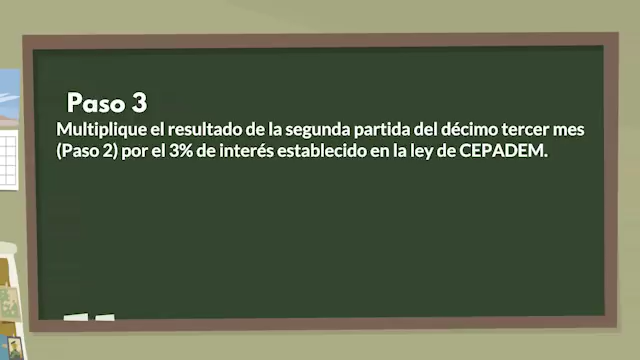 Paso 3
Multiplique el resultado de la segunda partida del décimo tercer mes
(Paso 2) por el 3% de interés establecido en la ley de CEPADEM.